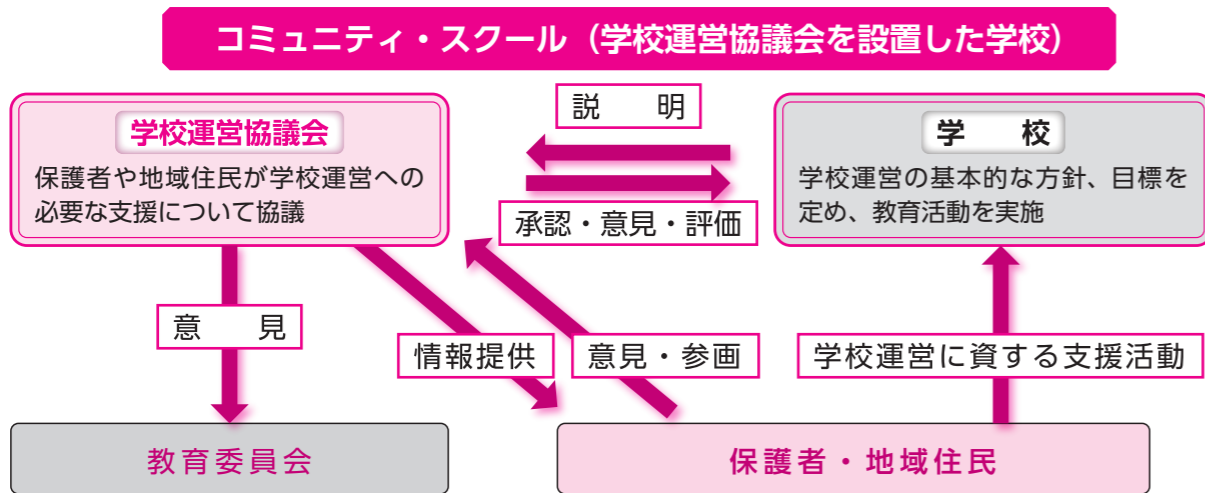 コミュニティ・スクール（学校運営協議会を設置した学校）
学校運営協議会
保護者や地域住民が学校運営への
必要な支援について協議
説　明
承認・意見・評価
学　校
学校運営の基本的な方針、目標を
定め、教育活動を実施
意　見
情報提供
意見・参画
学校運営に資する支援活動
教育委員会
保護者・地域住民